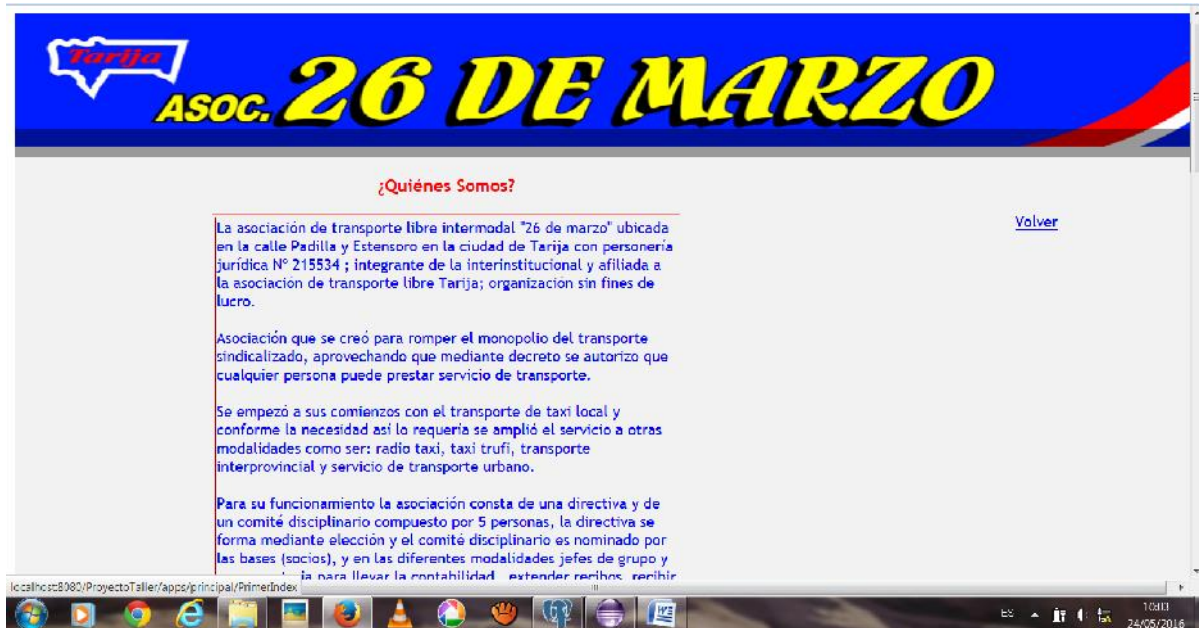 Tarija
ASOC. 26 DE MARZO
¿Quiénes Somos?
Volver
La asociación de transporte libre intermodal "26 de marzo" ubicada
en la calle Padilla y Estensoro en la ciudad de Tarija con personería
jurídica Nº 215534 ; integrante de la interinstitucional y afiliada a
la asociación de transporte libre Tarija; organización sin fines de
lucro.
Asociación que se creó para romper el monopolio del transporte
sindicalizado, aprovechando que mediante decreto se autorizo que
cualquier persona puede prestar servicio de transporte.
Se empezó a sus comienzos con el transporte de taxi local y
conforme la necesidad así lo requería se amplió el servicio a otras
modalidades como ser: radio taxi, taxi trufi, transporte
interprovincial y servicio de transporte urbano.
Para su funcionamiento la asociación consta de una directiva y de
un comité disciplinario compuesto por 5 personas, la directiva se
forma mediante elección y el comité disciplinario es nominado por
las bases (socios), y en las diferentes modalidades jefes de grupo y
para llevar la contabilidad, extender recibos, recibir
localhost:8080/ProyectoTaller/apps/principal/PrimerIndex
ES
10:03
24/05/2016